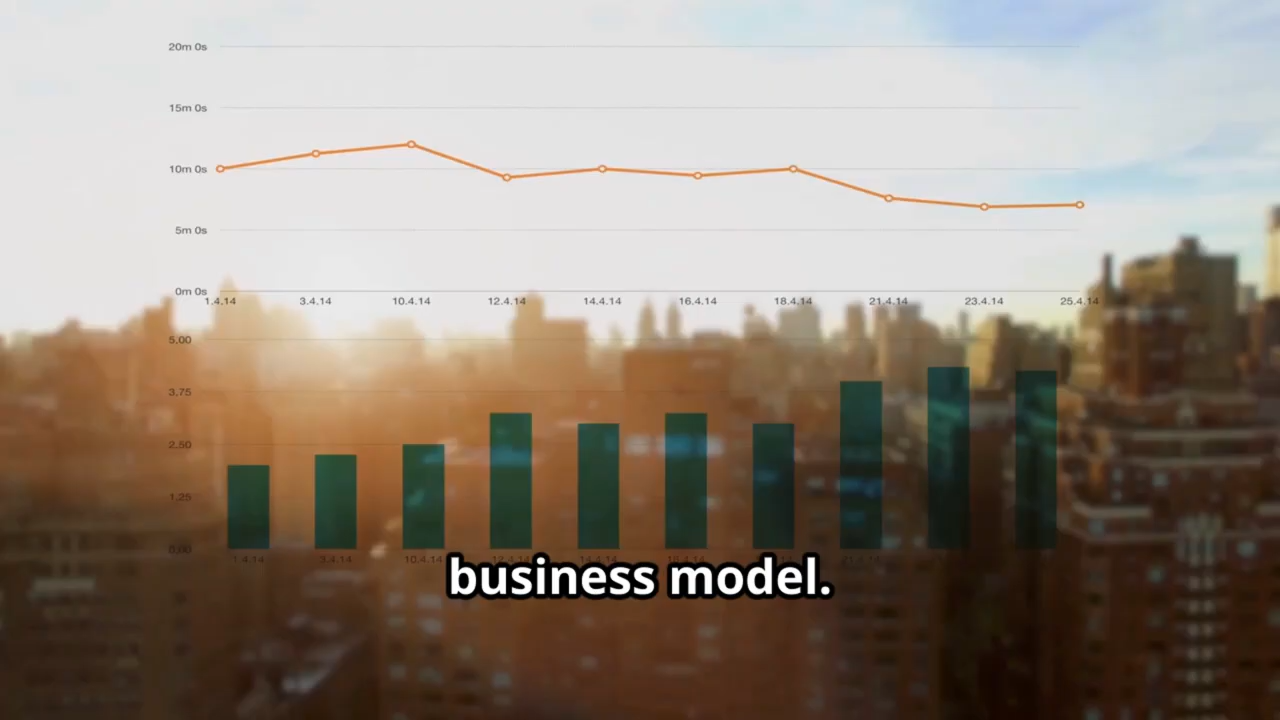 20m 0s
15m 0s
10m 0s
5m 0s
0m 0s
1.4.14 3.4.14 10.4.14 12.4.14 14.4.14 16.4.14 18.4.14 21.4.14 23.4.14 25.4.14
5,00
3,75
2,50
1,25
0,00
1.4.14 3.4.14 10.4.14 12.4.14 14.4.14 16.4.14 21.4.14
business model.